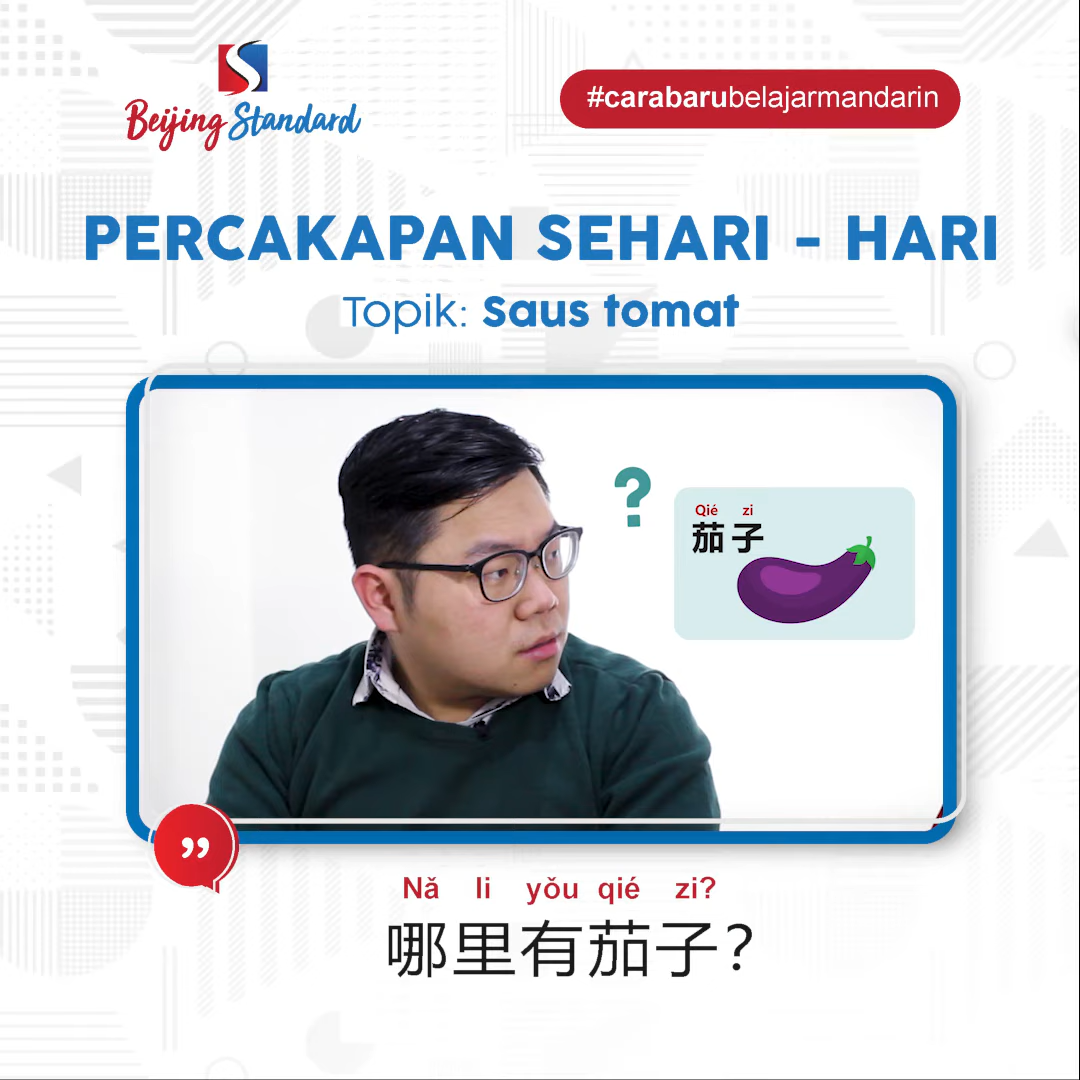 Beijing Standard
#carabarubelajarmandarin
PERCAKAPAN SEHARI - HARI
Topik: Saus tomat
?
Qié zi
茄子
Nǎ li yǒu qié zi?
哪里有茄子?